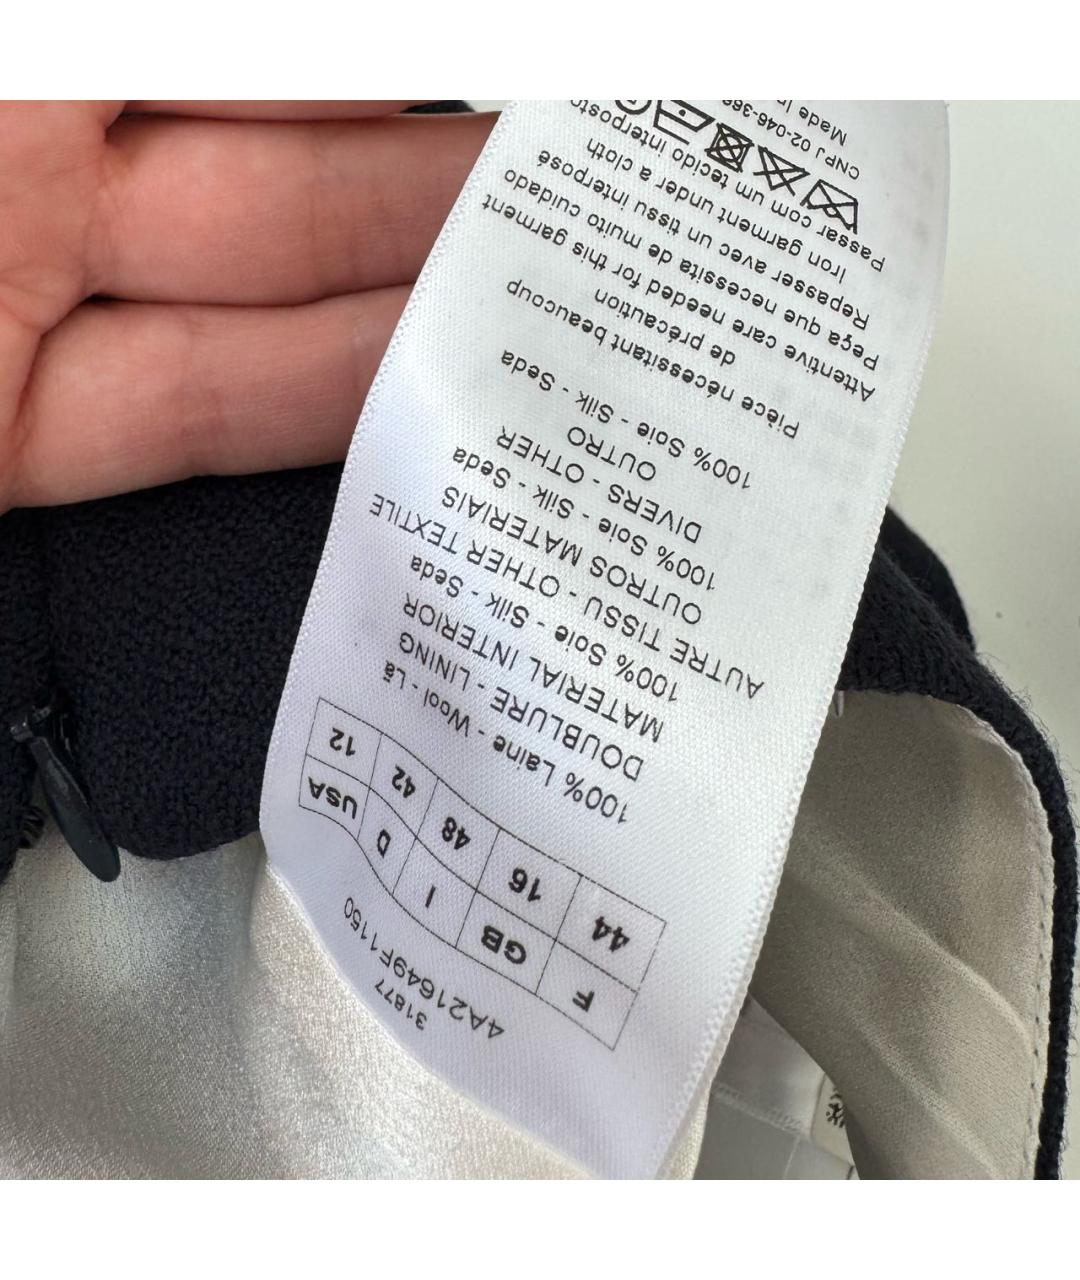 31877
4A21649F1150
F GB I D USA
44 16 48 42 12
100% Laine - Wool - Lã
DOUBLURE - LINING
MATERIAL INTERIOR
100% Soie - Silk - Seda
AUTRE TISSU - OTHER TEXTILE
OUTROS MATERIAIS
100% Soie - Silk - Seda
DIVERS - OTHER
OUTRO
100% Soie - Silk - Seda
Pièce nécessitant beaucoup
de précaution
Attentive care needed for this garment
Peça que necessita de muito cuidado
Repasser avec un tissu interposé
Iron garment under a cloth
Passar com um tecido interposto
CNPJ 02-046-
Made in